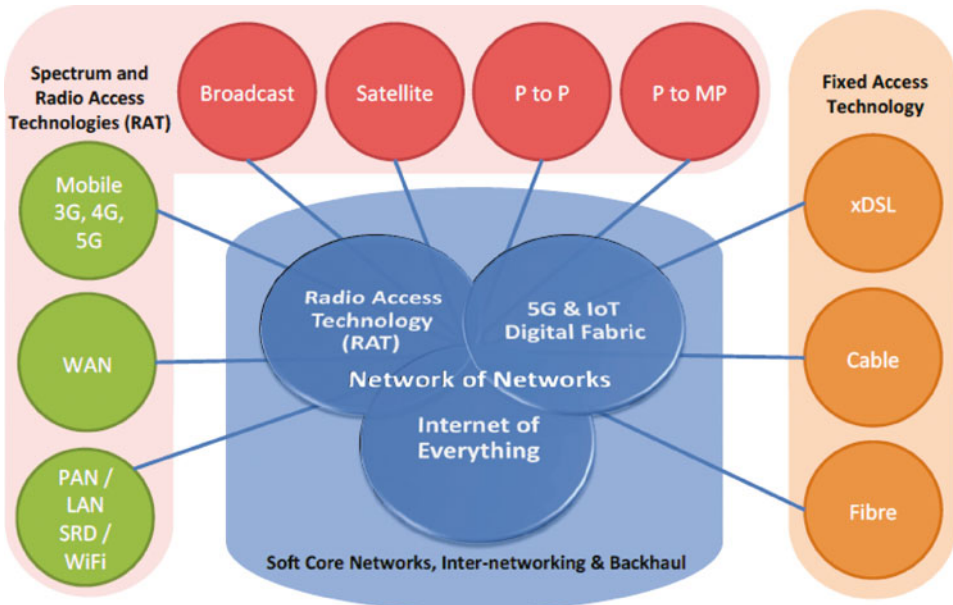 Spectrum and
Radio Access
Technologies (RAT)
Broadcast
Satellite
P to P
P to MP
Fixed Access
Technology
Mobile
3G, 4G,
5G
WAN
PAN /
LAN
SRD /
WiFi
Radio Access
Technology
(RAT)
5G & IoT
Digital Fabric
Network of Networks
Internet of
Everything
xDSL
Cable
Fibre
Soft Core Networks, Inter-networking & Backhaul